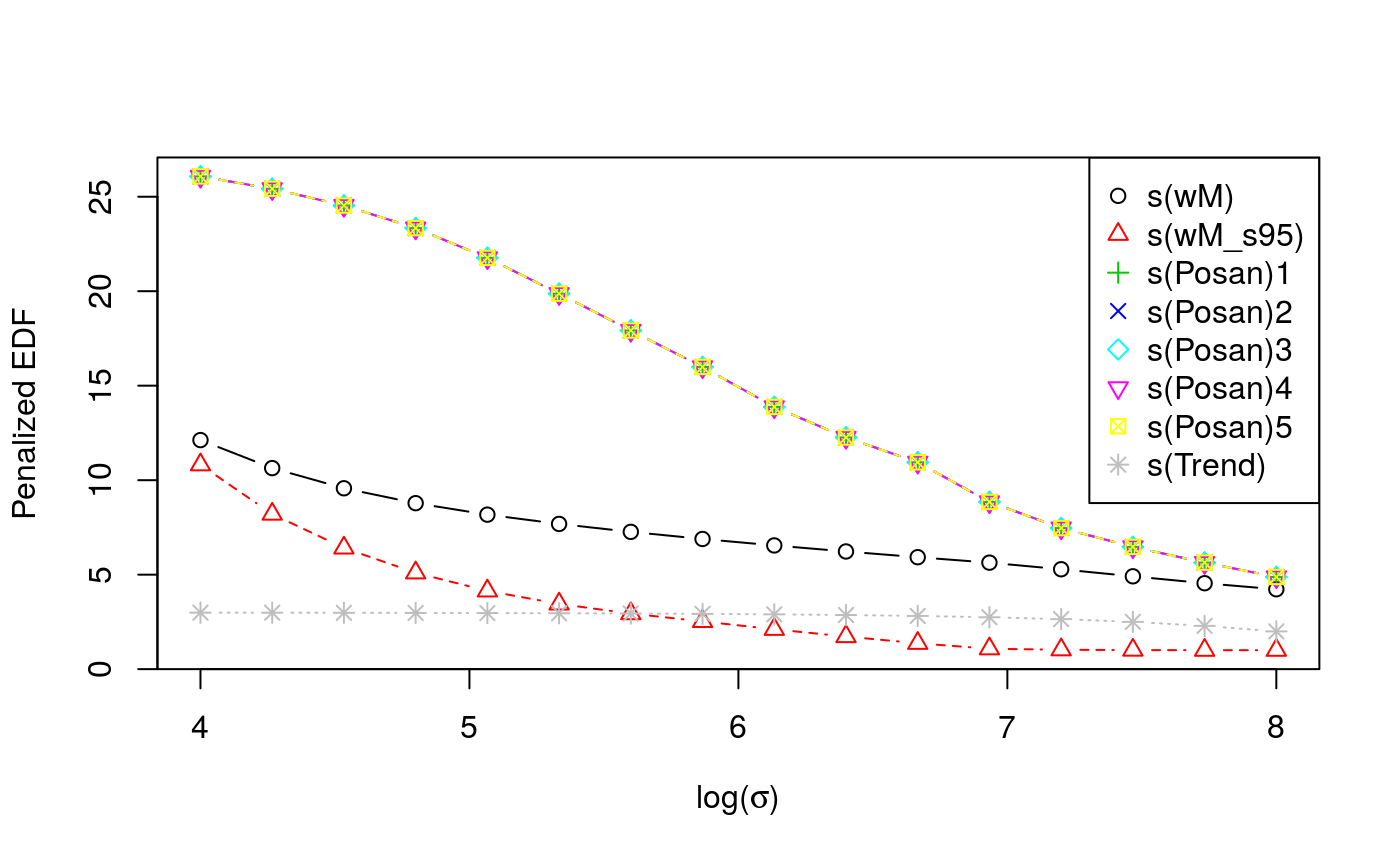 Penalized EDF
25
20
15
10
5
0
4 5 6 7 8
log(σ)
s(wM)
s(wM_s95)
s(Posan)1
s(Posan)2
s(Posan)3
s(Posan)4
s(Posan)5
s(Trend)